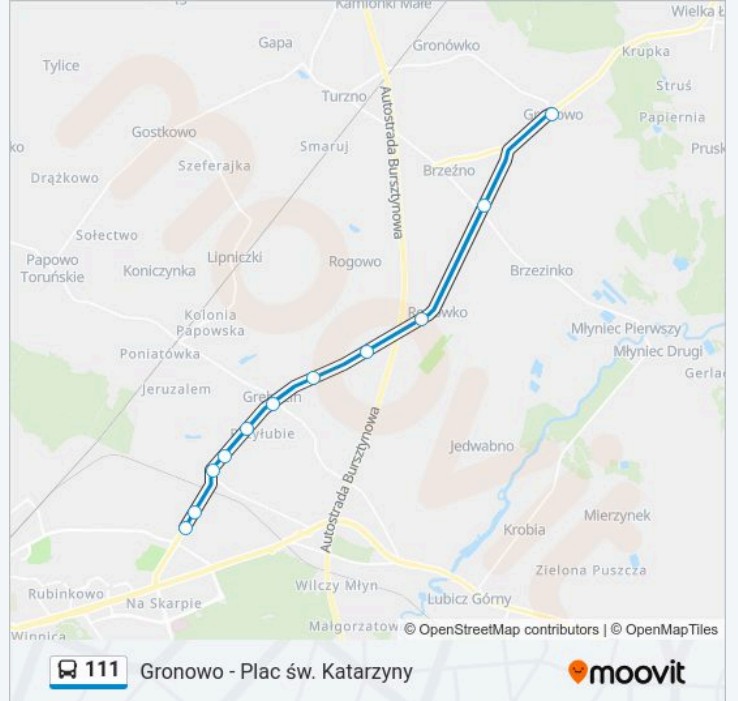 Kamionki Małe
Wielka Ł
Gapa
Gronówko
Krupka
Tylice
Turzno
Struś
Gostkowo
Papiernia
Smaruj
Prusk
ko
Szeferajka
Brzeźno
Drążkowo
Autostrada Bursztynowa
Sołectwo
Papowo
Toruńskie
Lipniczki
Koniczynka
Rogowo
Brzezinko
Kolonia
Papowska
Młyniec Pierwszy
Młyniec Drugi
Poniatówka
Gerlac
Jeruzalem
Jedwabno
Autostrada Bursztynowa
Mierzynek
Krobia
Zielona Puszcza
Wilczy Młyn
Rubinkowo
Na Skarpie
Lubicz Górny
Małgorzatow
Winnica
© OpenStreetMap contributors | © OpenMapTiles
111 Gronowo - Plac św. Katarzyny
moovit